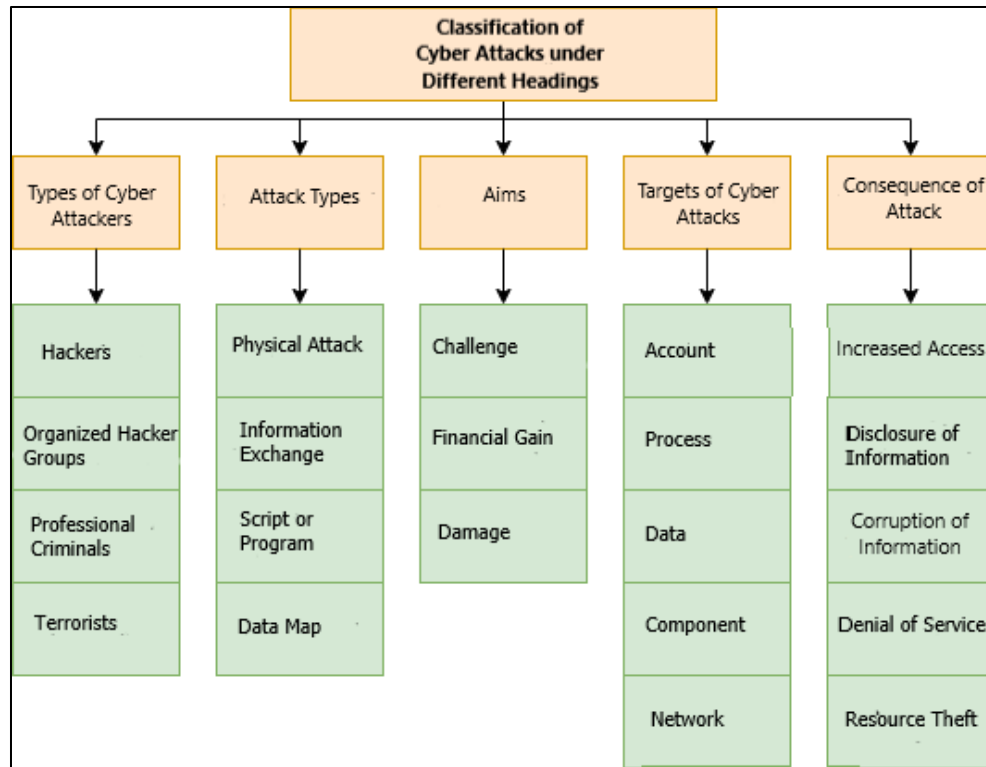 Classification of
Cyber Attacks under
Different Headings
Types of Cyber
Attackers
Attack Types
Aims
Targets of Cyber
Attacks
Consequence of
Attack
Hackers
Organized Hacker
Groups
Professional
Criminals
Terrorists
Physical Attack
Information
Exchange
Script or
Program
Data Map
Challenge
Financial Gain
Damage
Account
Process
Data
Component
Network
Increased Access
Disclosure of
Information
Corruption of
Information
Denial of Service
Resource Theft